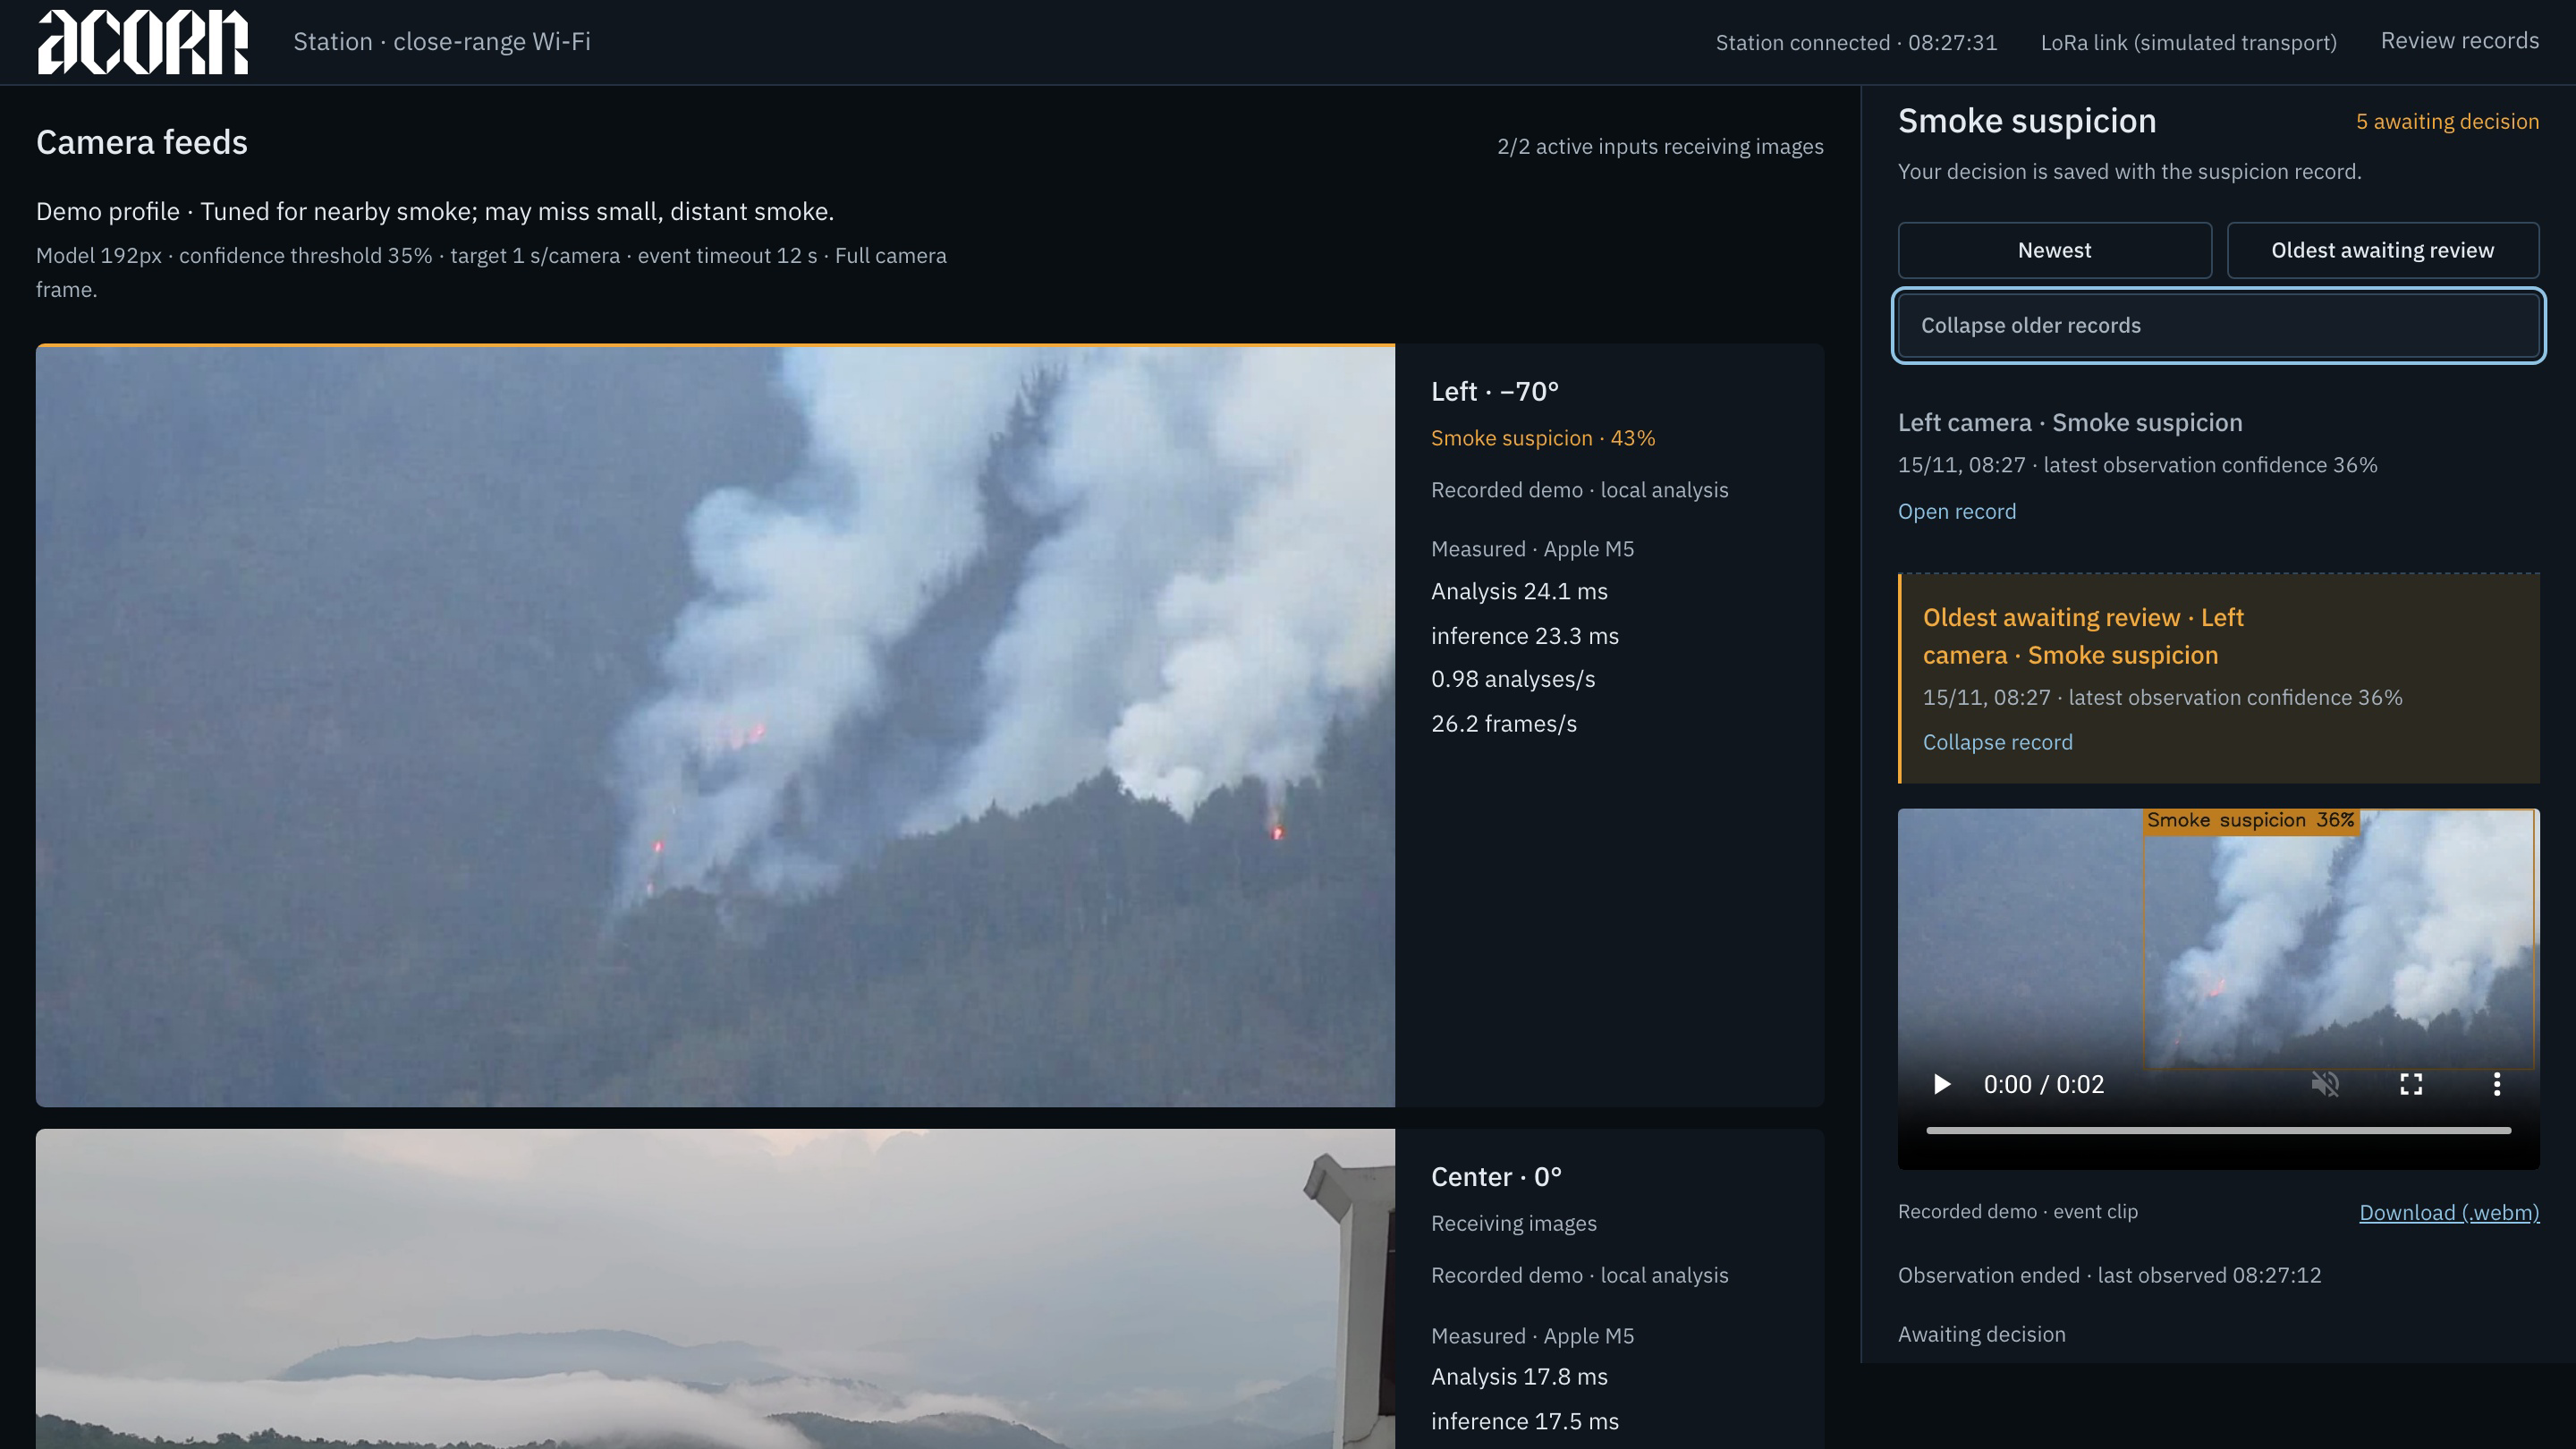 acorn
Station · close-range Wi-Fi
Station connected · 08:27:31
LoRa link (simulated transport)
Review records
Camera feeds
2/2 active inputs receiving images
Demo profile · Tuned for nearby smoke; may miss small, distant smoke.
Model 192px · confidence threshold 35% · target 1 s/camera · event timeout 12 s · Full camera
frame.
Left · −70°
Smoke suspicion · 43%
Recorded demo · local analysis
Measured · Apple M5
Analysis 24.1 ms
inference 23.3 ms
0.98 analyses/s
26.2 frames/s
Center · 0°
Receiving images
Recorded demo · local analysis
Measured · Apple M5
Analysis 17.8 ms
inference 17.5 ms
Smoke suspicion
5 awaiting decision
Your decision is saved with the suspicion record.
Newest
Oldest awaiting review
Collapse older records
Left camera · Smoke suspicion
15/11, 08:27 · latest observation confidence 36%
Open record
Oldest awaiting review · Left
camera · Smoke suspicion
15/11, 08:27 · latest observation confidence 36%
Collapse record
Smoke suspicion 36%
0:00 / 0:02
Recorded demo · event clip
Download (.webm)
Observation ended · last observed 08:27:12
Awaiting decision